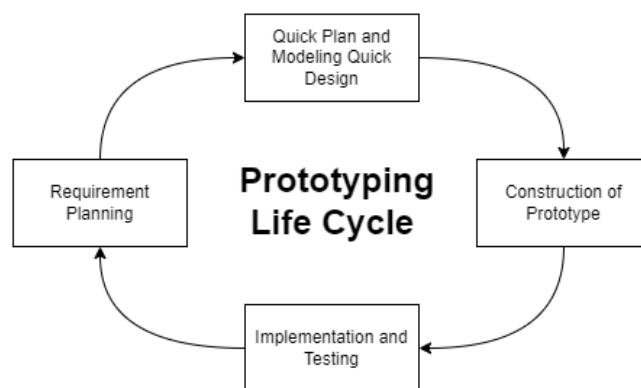 Quick Plan and
Modeling Quick
Design
Requirement
Planning
Prototyping
Life Cycle
Construction of
Prototype
Implementation and
Testing